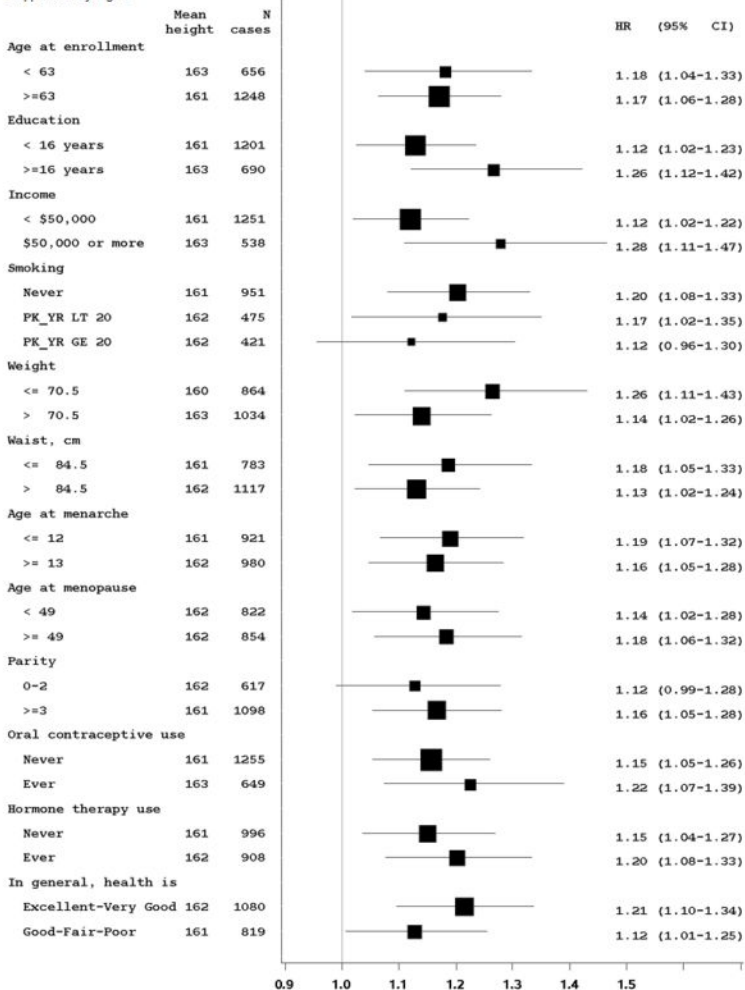 Mean N
height cases HR (95% CI)
Age at enrollment
< 63 163 656 1.18 (1.04-1.33)
>=63 161 1248 1.17 (1.06-1.28)
Education
< 16 years 161 1201 1.12 (1.02-1.23)
>=16 years 163 690 1.26 (1.12-1.42)
Income
< $50,000 161 1251 1.12 (1.02-1.22)
$50,000 or more 163 538 1.28 (1.11-1.47)
Smoking
Never 161 951 1.20 (1.08-1.33)
PK_YR LT 20 162 475 1.17 (1.02-1.35)
PK_YR GE 20 162 421 1.12 (0.96-1.30)
Weight
<= 70.5 160 864 1.26 (1.11-1.43)
> 70.5 163 1034 1.14 (1.02-1.26)
Waist, cm
<= 84.5 161 783 1.18 (1.05-1.33)
> 84.5 162 1117 1.13 (1.02-1.24)
Age at menarche
<= 12 161 921 1.19 (1.07-1.32)
>= 13 162 980 1.16 (1.05-1.28)
Age at menopause
< 49 162 822 1.14 (1.02-1.28)
>= 49 162 854 1.18 (1.06-1.32)
Parity
0-2 162 617 1.12 (0.99-1.28)
>=3 161 1098 1.16 (1.05-1.28)
Oral contraceptive use
Never 161 1255 1.15 (1.05-1.26)
Ever 163 649 1.22 (1.07-1.39)
Hormone therapy use
Never 161 996 1.15 (1.04-1.27)
Ever 162 908 1.20 (1.08-1.33)
In general, health is
Excellent-Very Good 162 1080 1.21 (1.10-1.34)
Good-Fair-Poor 161 819 1.12 (1.01-1.25)
0.9 1.0 1.1 1.2 1.3 1.4 1.5